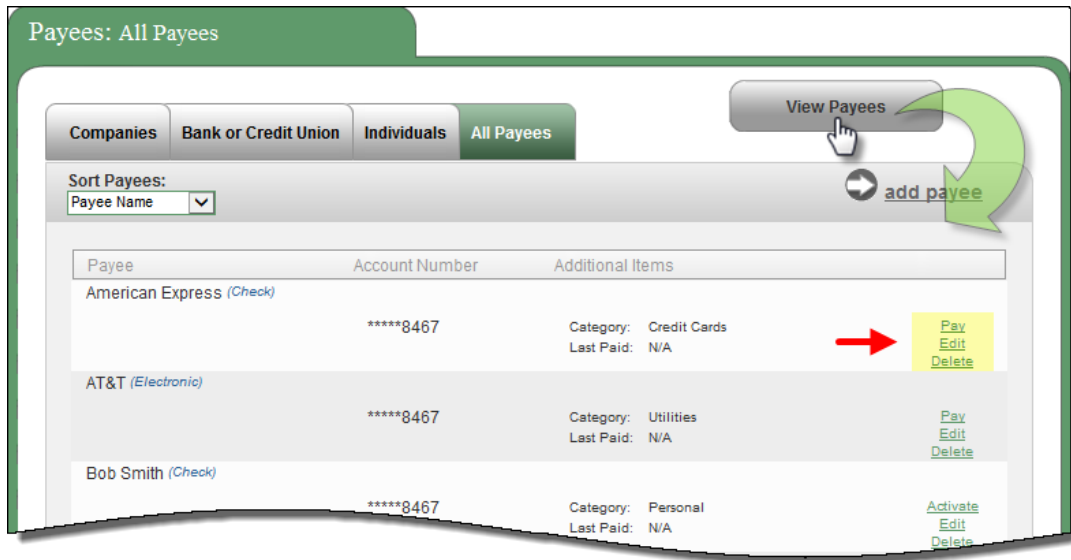 Payees: All Payees
View Payees
Companies Bank or Credit Union Individuals All Payees
Sort Payees:
Payee Name
add payee
Payee Account Number Additional Items
American Express (Check)
*****8467 Category: Credit Cards Pay
Last Paid: N/A Edit
Delete
AT&T (Electronic)
*****8467 Category: Utilities Pay
Last Paid: N/A Edit
Delete
Bob Smith (Check)
*****8467 Category: Personal Activate
Last Paid: N/A Edit
Delete